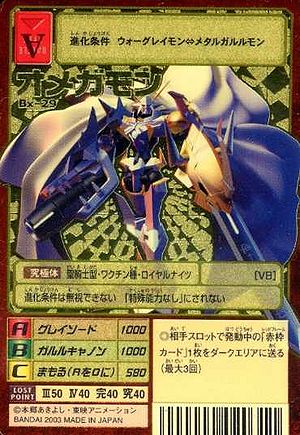 進化条件 ウォーグレイモン⇔メタルガルルモン
オメガモン
Bx-29
究極体 聖騎士型・ワクチン種・ロイヤルナイツ [VB]
進化条件は無視できない 「特殊能力なし」にされない
A グレイソード 1000
B ガルルキャノン 1000
C まもる(Rを0に) 580
◎相手スロットで発動中の「赤枠
カード」1枚をダークエリアに送る
(最大3回)
LOST POINT Ⅲ50 Ⅳ40 完40 究40
©本郷あきよし・東映アニメーション
BANDAI 2003 MADE IN JAPAN